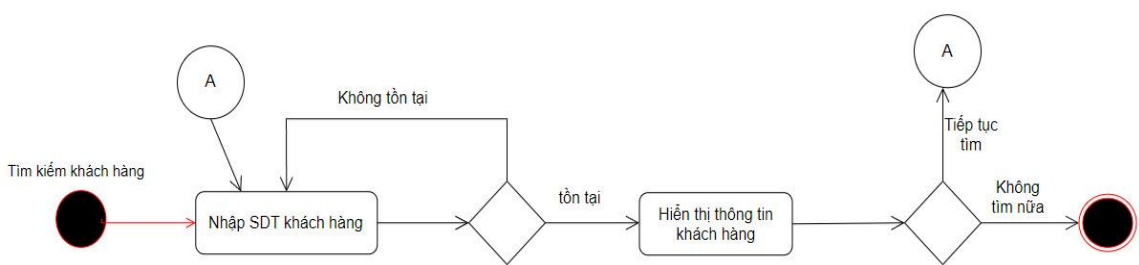 A
A
Không tồn tại
Tiếp tục
tìm
Tìm kiếm khách hàng
Nhập SDT khách hàng
tồn tại
Hiển thị thông tin
khách hàng
Không
tìm nữa